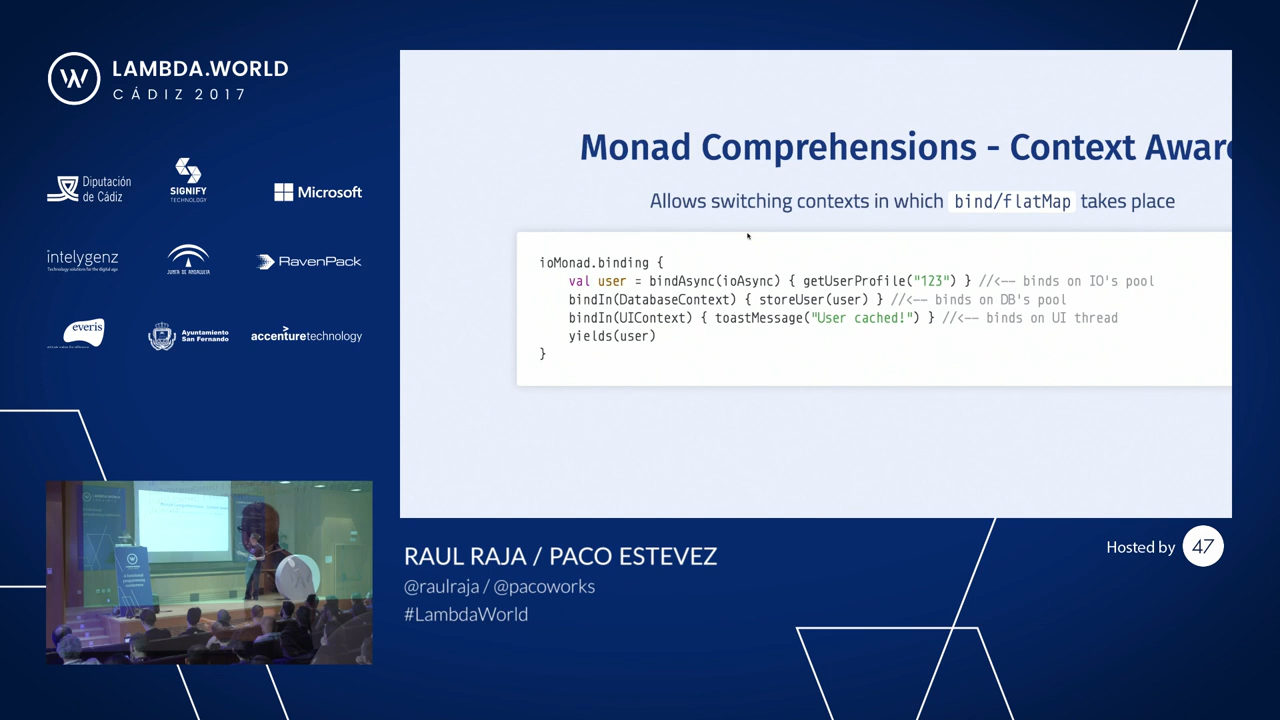 LAMBDA.WORLD
CÁDIZ 2017
Diputación
de Cádiz
SIGNIFY
TECHNOLOGY
Microsoft
intelygenz
Technology solutions for the digital age
JUNTA DE ANDALUCIA
RavenPack
everis
Ayuntamiento
San Fernando
accenturetechnology
Monad Comprehensions - Context Aware
Allows switching contexts in which bind/flatMap takes place
ioMonad.binding {
val user = bindAsync(ioAsync) { getUserProfile("123") } //<-- binds on IO's pool
bindIn(DatabaseContext) { storeUser(user) } //<-- binds on DB's pool
bindIn(UIContext) { toastMessage("User cached!") } //<-- binds on UI thread
yields(user)
}
RAUL RAJA / PACO ESTEVEZ
@raulraja / @pacoworks
#LambdaWorld
Hosted by 47